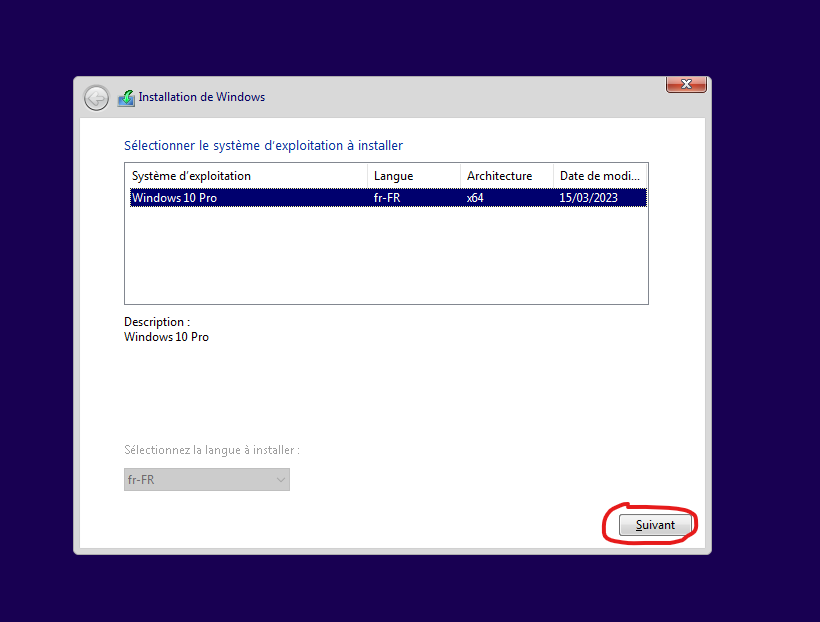 Installation de Windows
Sélectionner le système d'exploitation à installer
Système d'exploitation Langue Architecture Date de modi...
Windows 10 Pro fr-FR x64 15/03/2023
Description :
Windows 10 Pro
Sélectionnez la langue à installer :
fr-FR
Suivant